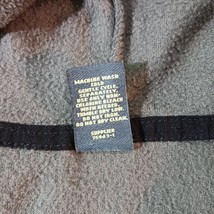 MACHINE WASH
COLD
GENTLE CYCLE,
SEPARATELY,
USE ONLY NON-
CHLORINE BLEACH
WHEN NEEDED,
TUMBLE DRY LOW,
DO NOT IRON,
DO NOT DRY CLEAN
SUPPLIER